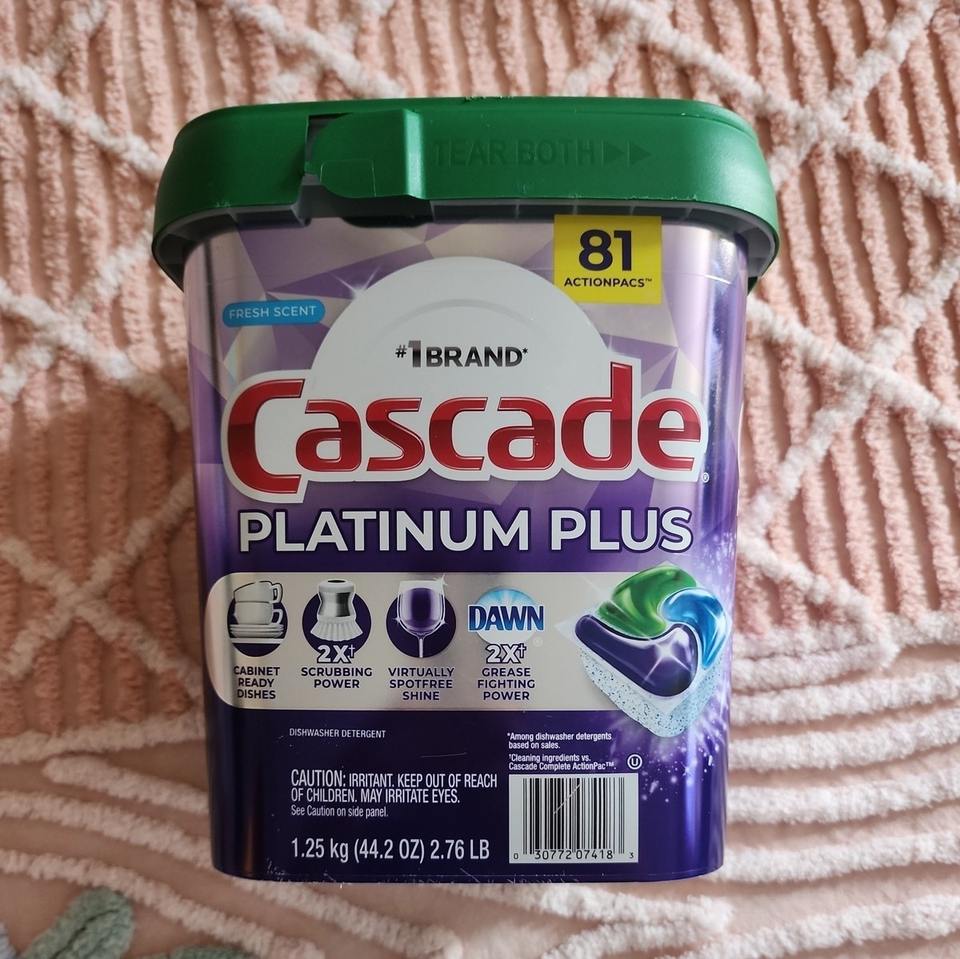 TEAR BOTH
81
ACTIONPACS™
FRESH SCENT
#1 BRAND*
Cascade®
PLATINUM PLUS
CABINET
READY
DISHES
2X†
SCRUBBING
POWER
VIRTUALLY
SPOTFREE
SHINE
DAWN®
2X†
GREASE
FIGHTING
POWER
DISHWASHER DETERGENT
*Among dishwasher detergents
based on sales.
†Cleaning ingredients vs.
Cascade Complete ActionPac™.
U
CAUTION: IRRITANT. KEEP OUT OF REACH
OF CHILDREN. MAY IRRITATE EYES.
See Caution on side panel.
1.25 kg (44.2 OZ) 2.76 LB
0 30772 07418 3